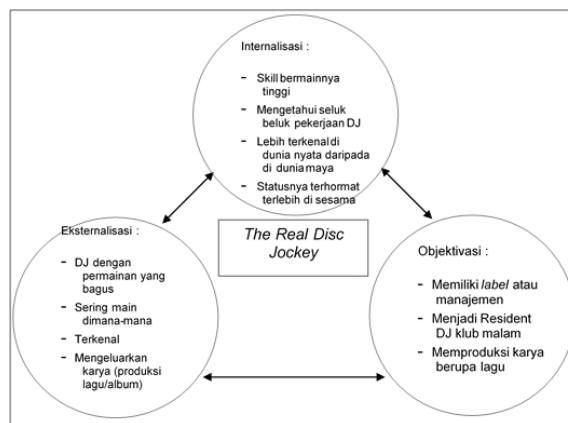 Internalisasi :
- Skill bermainnya
tinggi
- Mengetahui seluk
beluk pekerjaan DJ
- Lebih terkenal di
dunia nyata daripada
di dunia maya
- Statusnya terhormat
terlebih di sesama
The Real Disc
Jockey
Eksternalisasi :
- DJ dengan
permainan yang
bagus
- Sering main
dimana-mana
- Terkenal
- Mengeluarkan
karya (produksi
lagu/album)
Objektivasi :
- Memiliki label atau
manajemen
- Menjadi Resident
DJ klub malam
- Memproduksi karya
berupa lagu